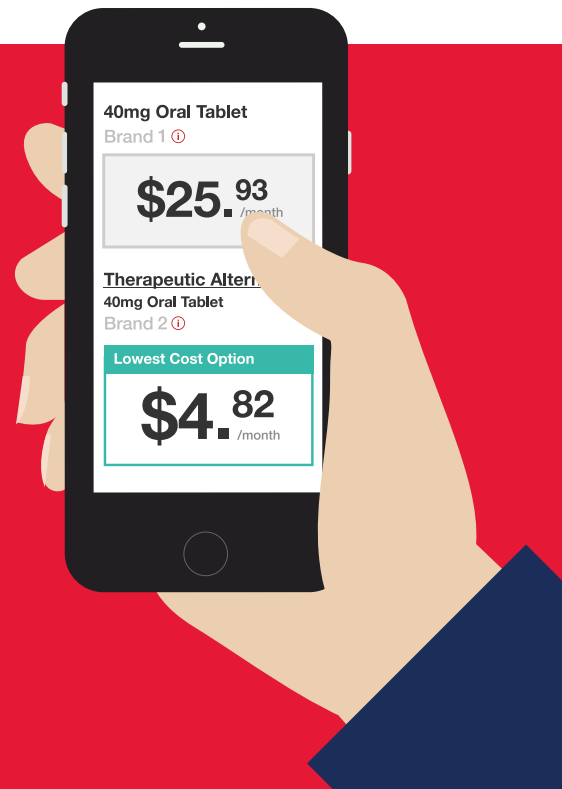 40mg Oral Tablet
Brand 1
$25.93
/month
Therapeutic
40mg Oral Tablet
Brand 2
Lowest Cost Option
$4.82
/month